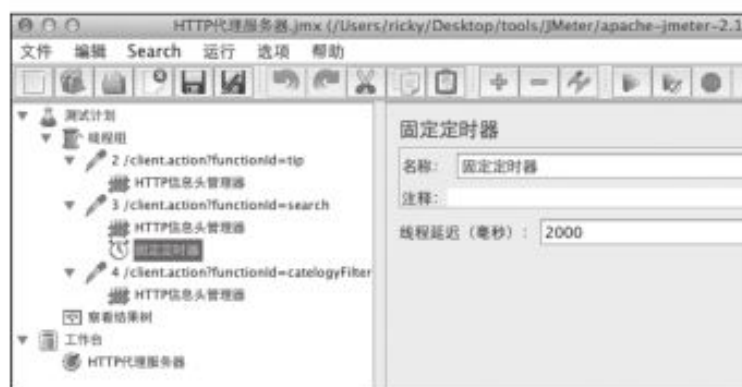 HTTP代理服务器.jmx (/Users/ricky/Desktop/tools/JMeter/apache-jmeter-2.1
文件 编辑 Search 运行 选项 帮助
测试计划
线程组
2 /client.action?functionId=tip
HTTP信息头管理器
3 /client.action?functionId=search
HTTP信息头管理器
固定定时器
4 /client.action?functionId=catelogyFilter
HTTP信息头管理器
察看结果树
工作台
HTTP代理服务器
固定定时器
名称: 固定定时器
注释:
线程延迟（毫秒）: 2000